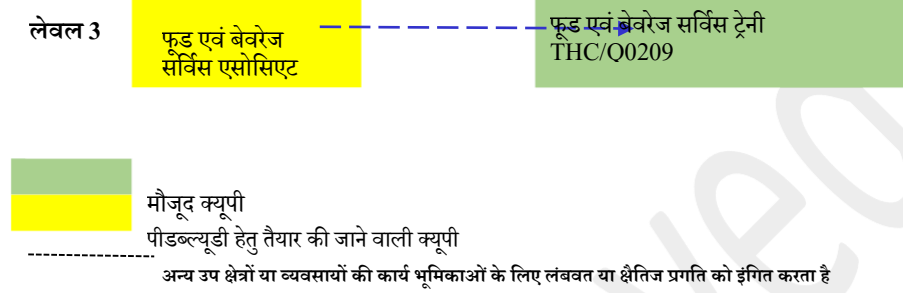 लेवल 3
फूड एवं बेवरेज
सर्विस एसोसिएट
फूड एवं बेवरेज सर्विस ट्रेनी
THC/Q0209
मौजूद क्यूपी
पीडब्ल्यूडी हेतु तैयार की जाने वाली क्यूपी
अन्य उप क्षेत्रों या व्यवसायों की कार्य भूमिकाओं के लिए लंबवत या क्षैतिज प्रगति को इंगित करता है